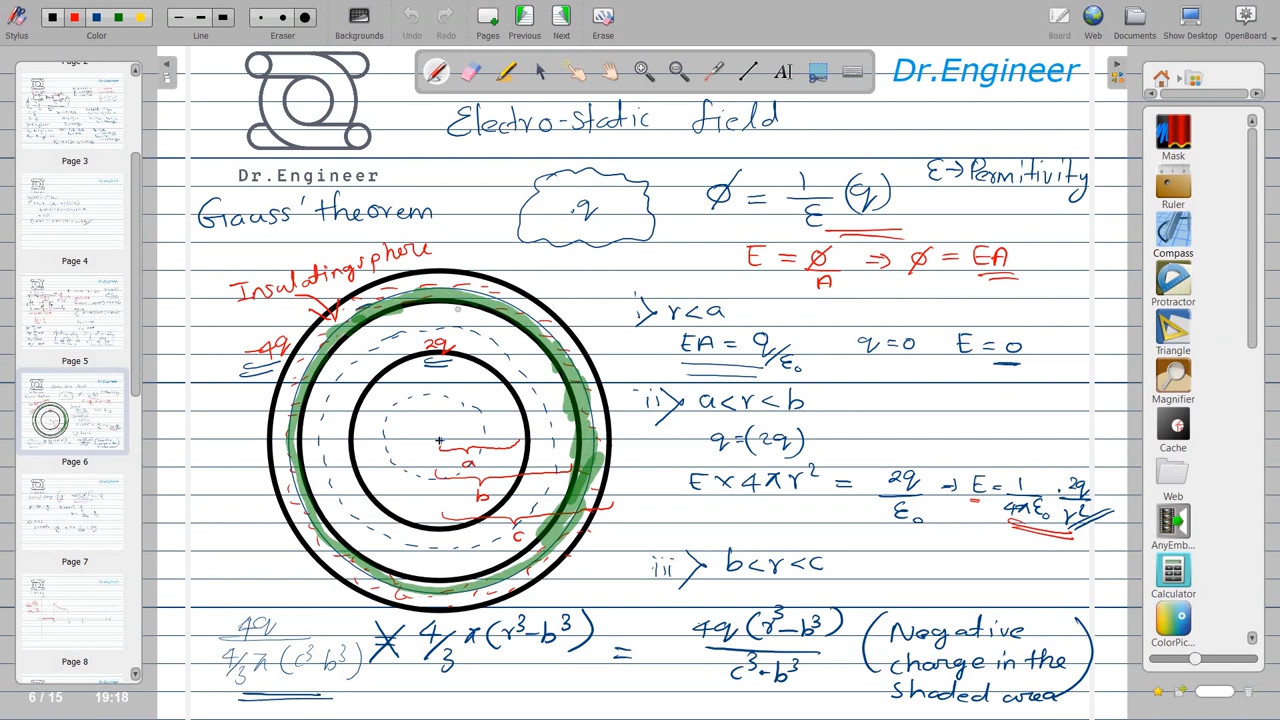 Stylus
Color
Line
Eraser
Backgrounds
Undo
Redo
Pages
Previous
Next
Erase
Board
Web
Documents
Show Desktop
OpenBoard
Page 2
Page 3
Page 4
Page 5
Page 6
Page 7
Page 8
6 / 15
19:18
Dr.Engineer
Dr.Engineer
Electro-static field
Gauss' theorem
.q
φ = 1/ε (q)
ε→Permitivity
E = φ/A ⇒ φ = EA
Insulatingsphere
-4q
2q
a
b
c
i> r<a
EA = q/ε₀ q=0 E=0
ii> a<r<b
q=(2q)
E×4πr² = 2q/ε₀ ⇒ E = 1/4πε₀ · 2q/r²
iii> b<r<c
4q/4/3π(c³ b³) × 4/3 π(r³-b³) = 4q(r³-b³)/c³-b³
(Negative
charge in the
shaded area)
Mask
Ruler
Compass
Protractor
Triangle
Magnifier
Cache
Web
AnyEmb...
Calculator
ColorPic...